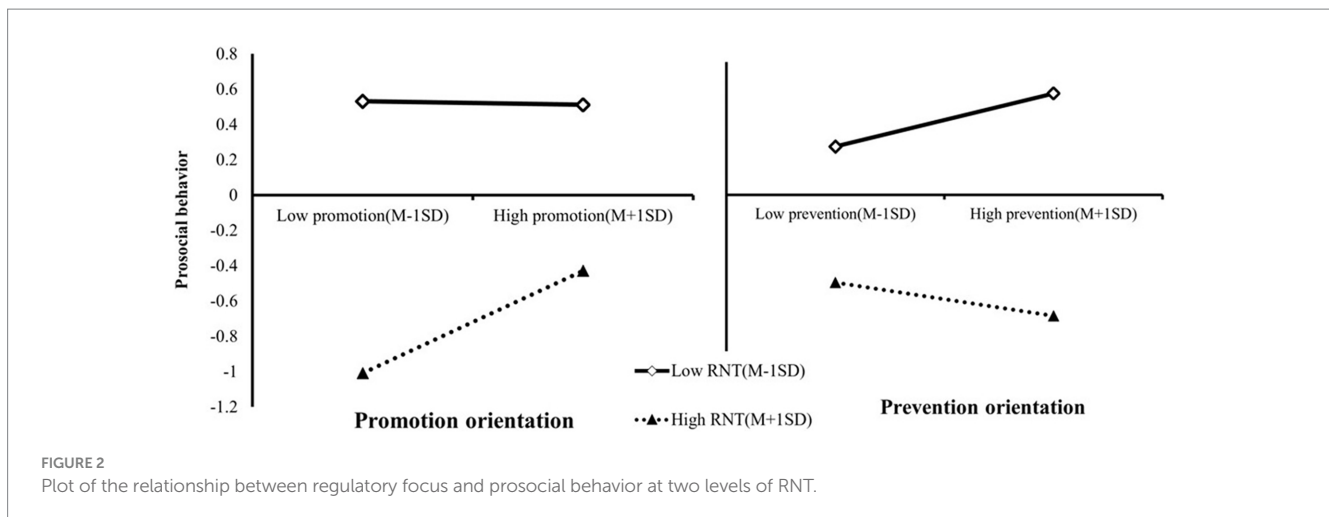 0.8
0.6
0.4
0.2
0
-0.2
-0.4
-0.6
-0.8
-1
-1.2
Prosocial behavior
Low promotion(M-1SD) High promotion(M+1SD)
Low prevention(M-1SD) High prevention(M+1SD)
Low RNT(M-1SD)
High RNT(M+1SD)
Promotion orientation
Prevention orientation
FIGURE 2
Plot of the relationship between regulatory focus and prosocial behavior at two levels of RNT.